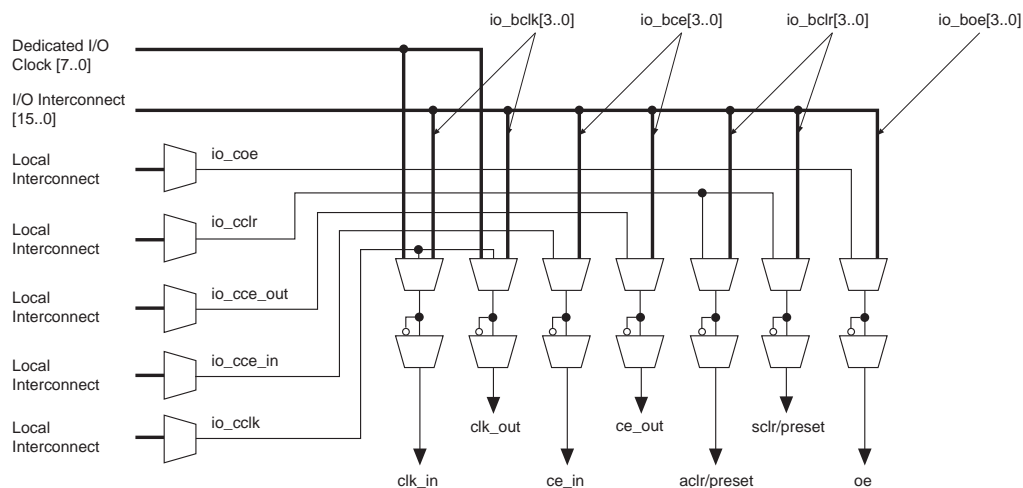 io_bclk[3..0]
io_bce[3..0]
io_bclr[3..0]
io_boe[3..0]
Dedicated I/O
Clock [7..0]
I/O Interconnect
[15..0]
Local
Interconnect
io_coe
Local
Interconnect
io_cclr
Local
Interconnect
io_cce_out
Local
Interconnect
io_cce_in
Local
Interconnect
io_cclk
clk_out
ce_out
sclr/preset
clk_in
ce_in
aclr/preset
oe